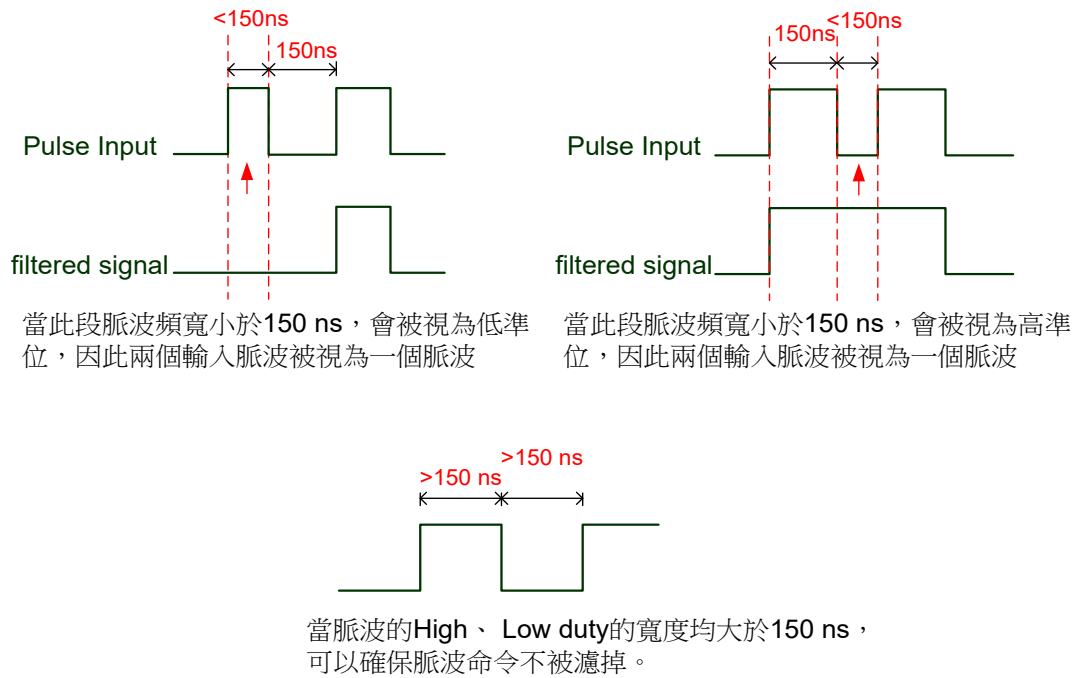 <150ns
150ns
Pulse Input
filtered signal
當此段脈波頻寬小於150 ns，會被視為低準
位，因此兩個輸入脈波被視為一個脈波
<150ns
150ns
Pulse Input
filtered signal
當此段脈波頻寬小於150 ns，會被視為高準
位，因此兩個輸入脈波被視為一個脈波
>150 ns
>150 ns
當脈波的High、 Low duty的寬度均大於150 ns，
可以確保脈波命令不被濾掉。